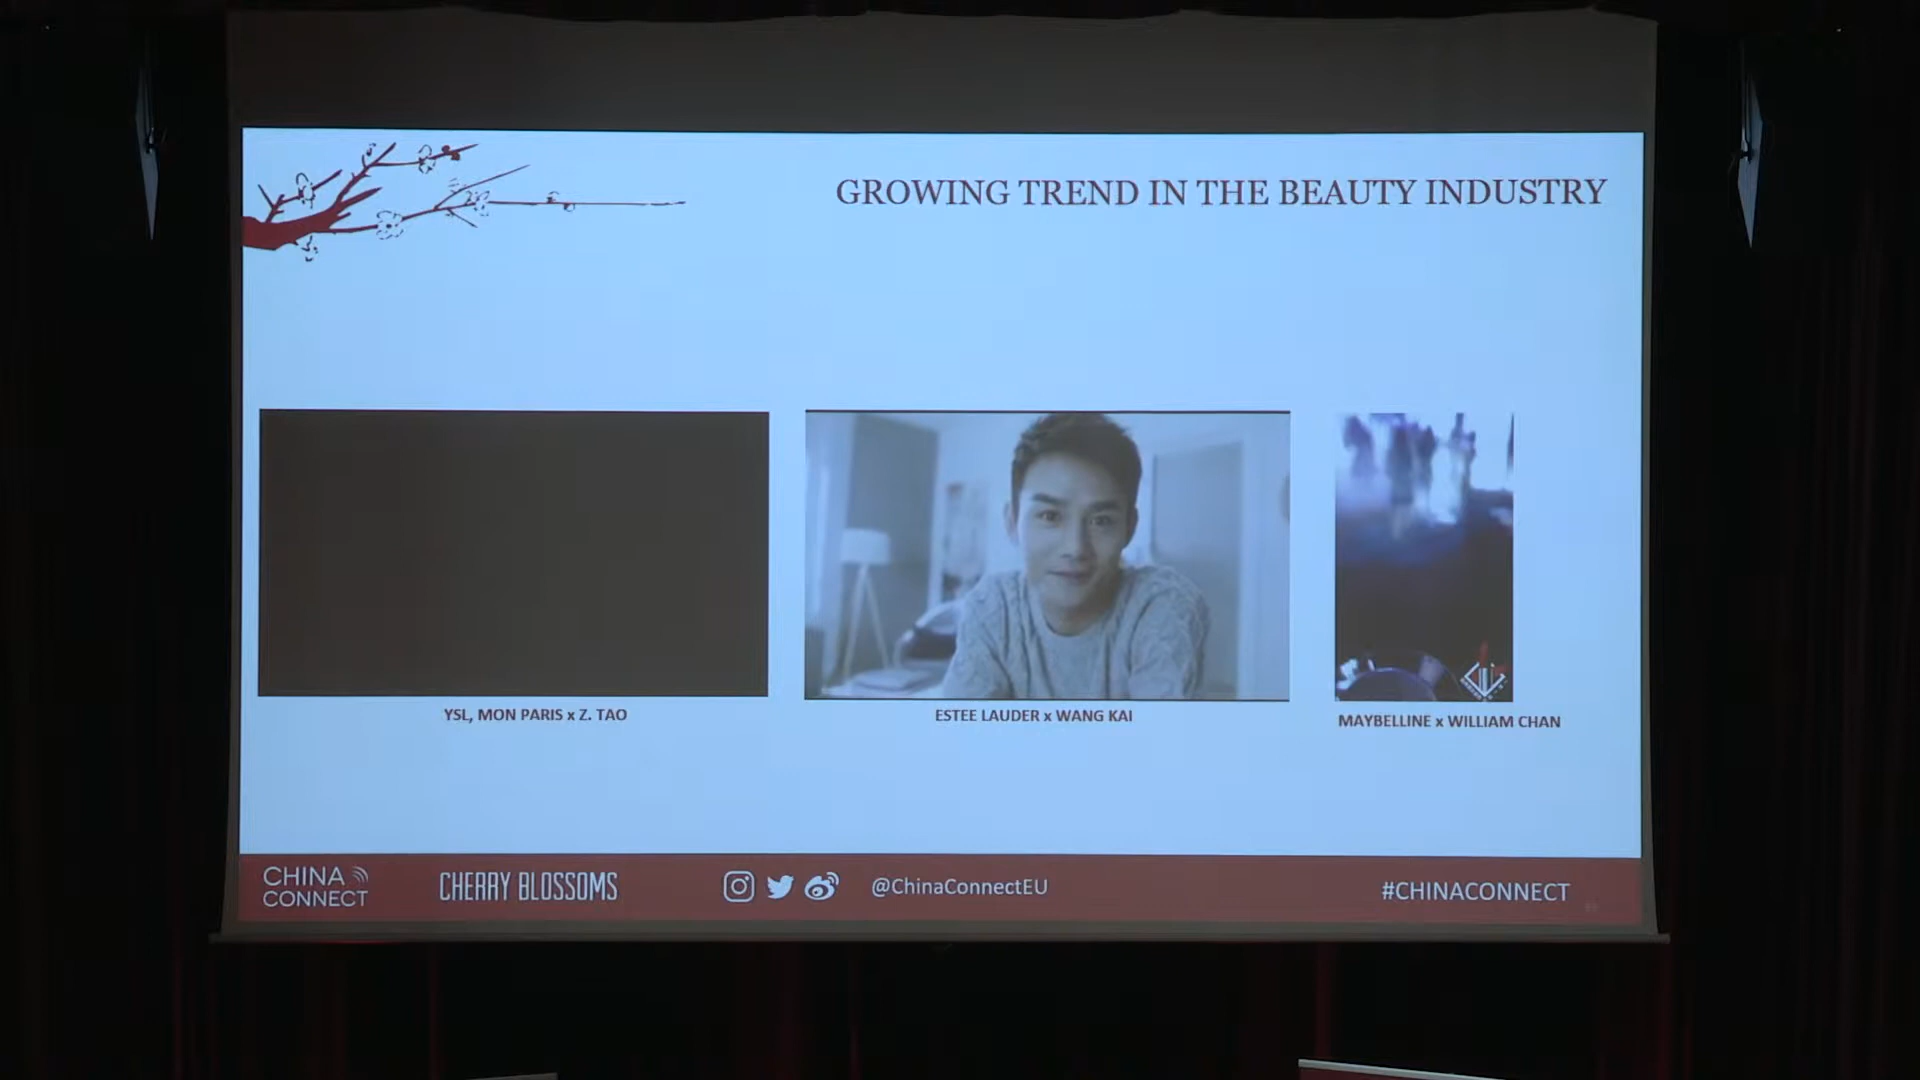 GROWING TREND IN THE BEAUTY INDUSTRY
YSL, MON PARIS x Z. TAO
ESTEE LAUDER x WANG KAI
MAYBELLINE x WILLIAM CHAN
CHINA
CONNECT
CHERRY BLOSSOMS
@ChinaConnectEU
#CHINACONNECT